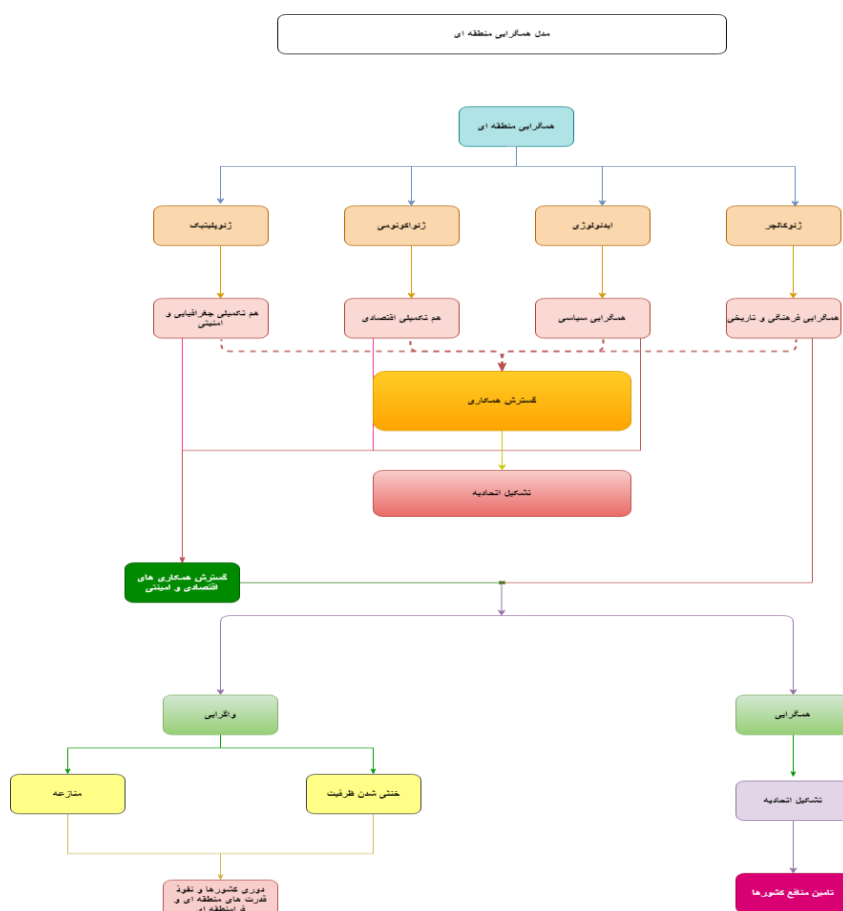 مدل همگرایی منطقه ای
همگرایی منطقه ای
ژئوکالچر
ایدئولوژی
ژئواکونومی
ژئوپلیتیک
همگرایی فرهنگی و تاریخی
همگرایی سیاسی
هم تکمیلی اقتصادی
هم تکمیلی جغرافیایی و
امنیتی
گسترش همکاری
تشکیل اتحادیه
گسترش همکاری های
اقتصادی و امنیتی
همگرایی
واگرایی
تشکیل اتحادیه
خنثی شدن ظرفیت
منازعه
تامین منافع کشورها
دوری کشورها و نفوذ
قدرت های منطقه ای و
فرامنطقه ای